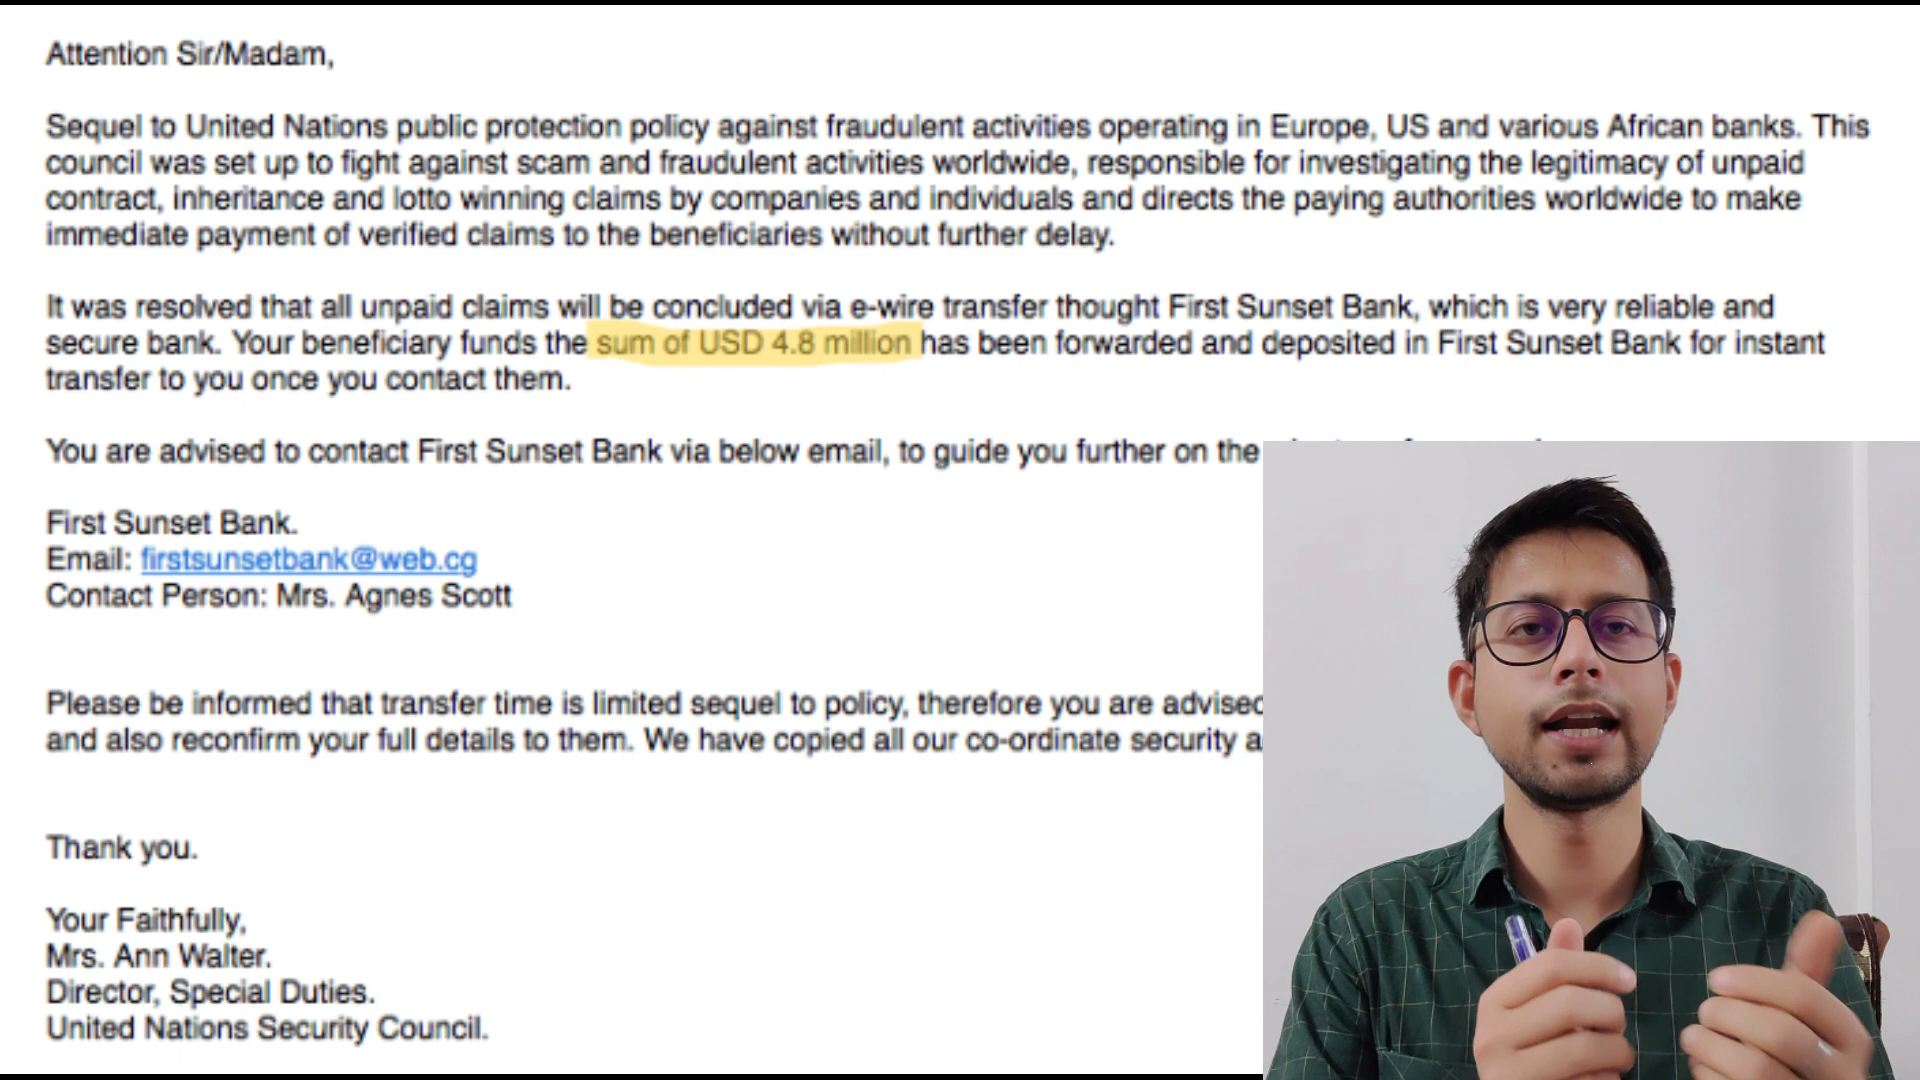 Attention Sir/Madam,
Sequel to United Nations public protection policy against fraudulent activities operating in Europe, US and various African banks. This
council was set up to fight against scam and fraudulent activities worldwide, responsible for investigating the legitimacy of unpaid
contract, inheritance and lotto winning claims by companies and individuals and directs the paying authorities worldwide to make
immediate payment of verified claims to the beneficiaries without further delay.
It was resolved that all unpaid claims will be concluded via e-wire transfer thought First Sunset Bank, which is very reliable and
secure bank. Your beneficiary funds the sum of USD 4.8 million has been forwarded and deposited in First Sunset Bank for instant
transfer to you once you contact them.
You are advised to contact First Sunset Bank via below email, to guide you further on the
First Sunset Bank.
Email: firstsunsetbank@web.cg
Contact Person: Mrs. Agnes Scott
Please be informed that transfer time is limited sequel to policy, therefore you are advised
and also reconfirm your full details to them. We have copied all our co-ordinate security
Thank you.
Your Faithfully,
Mrs. Ann Walter.
Director, Special Duties.
United Nations Security Council.